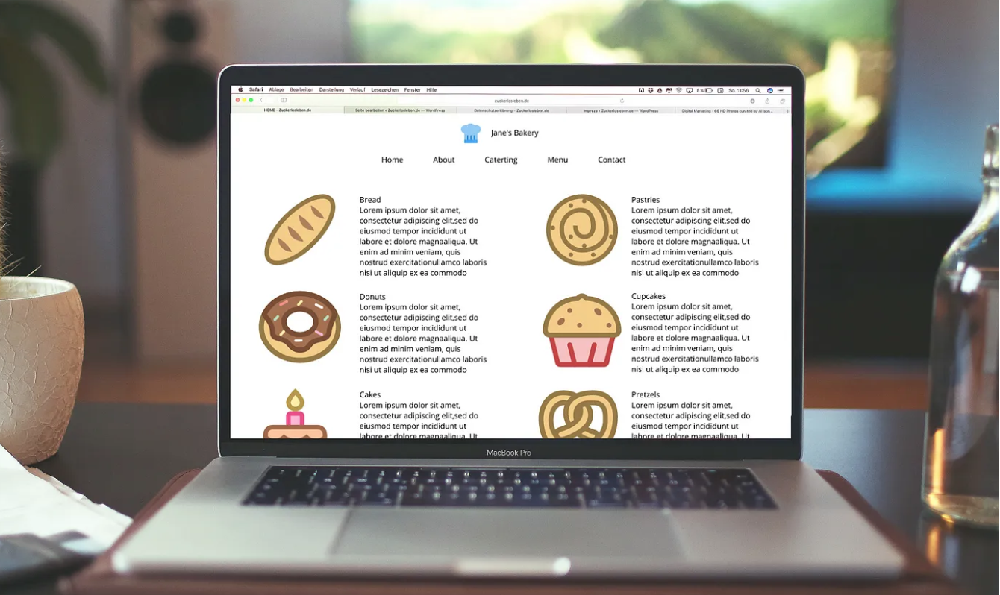 Safari Ablage Bearbeiten Darstellung Verlauf Lesezeichen Fenster Hilfe
8 % So. 11:56
zuckerlosleben.de
HOME - Zuckerlosleben.de
Seite bearbeiten ‹ Zuckerlosleben.de — WordPress
Datenschutzerklärung - Zuckerlosleben.de
Impreza ‹ Zuckerlosleben.de — WordPress
Digital Marketing · 66 HD Photos curated by Alison...
Jane's Bakery
Home About Caterting Menu Contact
Bread
Lorem ipsum dolor sit amet,
consectetur adipiscing elit,sed do
eiusmod tempor incididunt ut
labore et dolore magnaaliqua. Ut
enim ad minim veniam, quis
nostrud exercitationullamco laboris
nisi ut aliquip ex ea commodo
Pastries
Lorem ipsum dolor sit amet,
consectetur adipiscing elit,sed do
eiusmod tempor incididunt ut
labore et dolore magnaaliqua. Ut
enim ad minim veniam, quis
nostrud exercitationullamco laboris
nisi ut aliquip ex ea commodo
Donuts
Lorem ipsum dolor sit amet,
consectetur adipiscing elit,sed do
eiusmod tempor incididunt ut
labore et dolore magnaaliqua. Ut
enim ad minim veniam, quis
nostrud exercitationullamco laboris
nisi ut aliquip ex ea commodo
Cupcakes
Lorem ipsum dolor sit amet,
consectetur adipiscing elit,sed do
eiusmod tempor incididunt ut
labore et dolore magnaaliqua. Ut
enim ad minim veniam, quis
nostrud exercitationullamco laboris
nisi ut aliquip ex ea commodo
Cakes
Lorem ipsum dolor sit amet,
consectetur adipiscing elit,sed do
eiusmod tempor incididunt ut
labore et dolore magnaaliqua. Ut
Pretzels
Lorem ipsum dolor sit amet,
consectetur adipiscing elit,sed do
eiusmod tempor incididunt ut
labore et dolore magnaaliqua. Ut
MacBook Pro